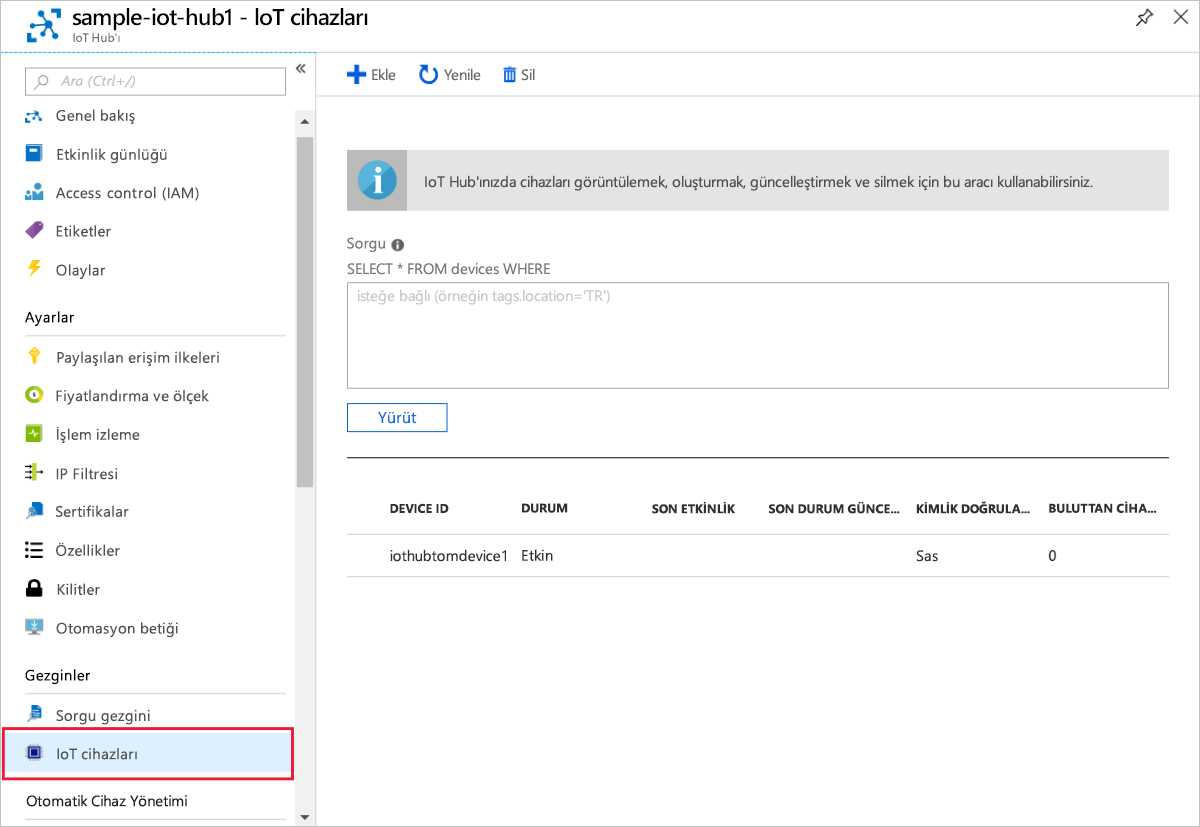 sample-iot-hub1 - IoT cihazları
IoT Hub'ı
Ara (Ctrl+/)
Genel bakış
Etkinlik günlüğü
Access control (IAM)
Etiketler
Olaylar
Ayarlar
Paylaşılan erişim ilkeleri
Fiyatlandırma ve ölçek
İşlem izleme
IP Filtresi
Sertifikalar
Özellikler
Kilitler
Otomasyon betiği
Gezginler
Sorgu gezgini
IoT cihazları
Otomatik Cihaz Yönetimi
Ekle Yenile Sil
IoT Hub'ınızda cihazları görüntülemek, oluşturmak, güncelleştirmek ve silmek için bu aracı kullanabilirsiniz.
Sorgu
SELECT * FROM devices WHERE
isteğe bağlı (örneğin tags.location='TR')
Yürüt
DEVICE ID DURUM SON ETKİNLİK SON DURUM GÜNCE... KİMLİK DOĞRULA... BULUTTAN CİHA...
iothubtomdevice1 Etkin Sas 0